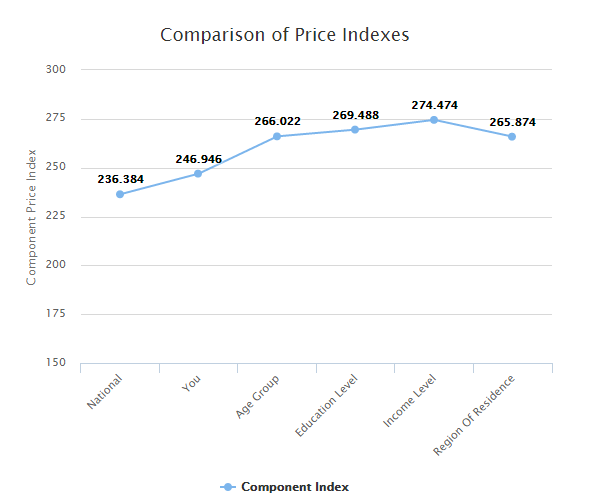 Comparison of Price Indexes
Component Price Index
300
275
250
225
200
175
150
236.384
246.946
266.022
269.488
274.474
265.874
National
You
Age Group
Education Level
Income Level
Region Of Residence
Component Index